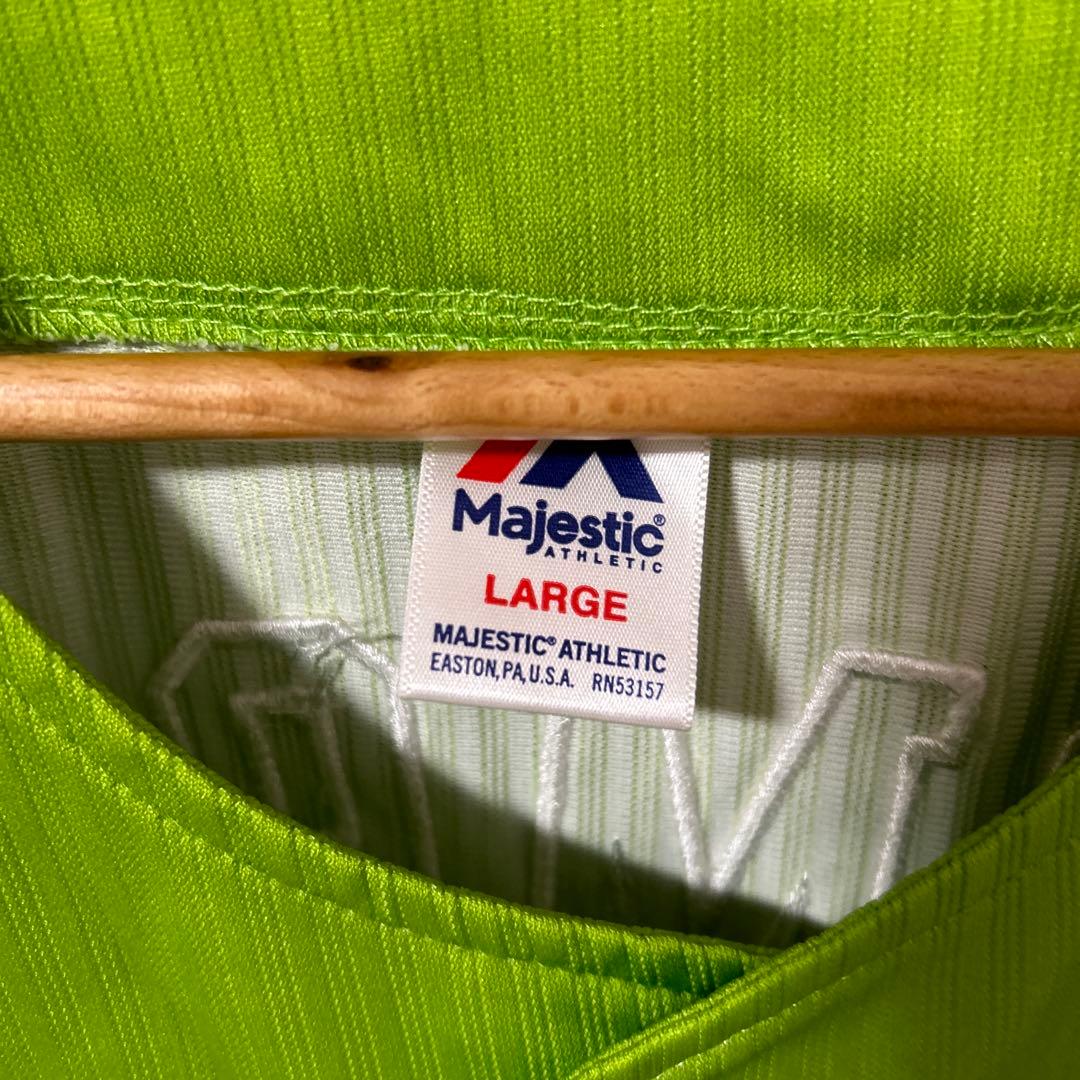 Majestic®
ATHLETIC
LARGE
MAJESTIC® ATHLETIC
EASTON, PA, U.S.A. RN53157